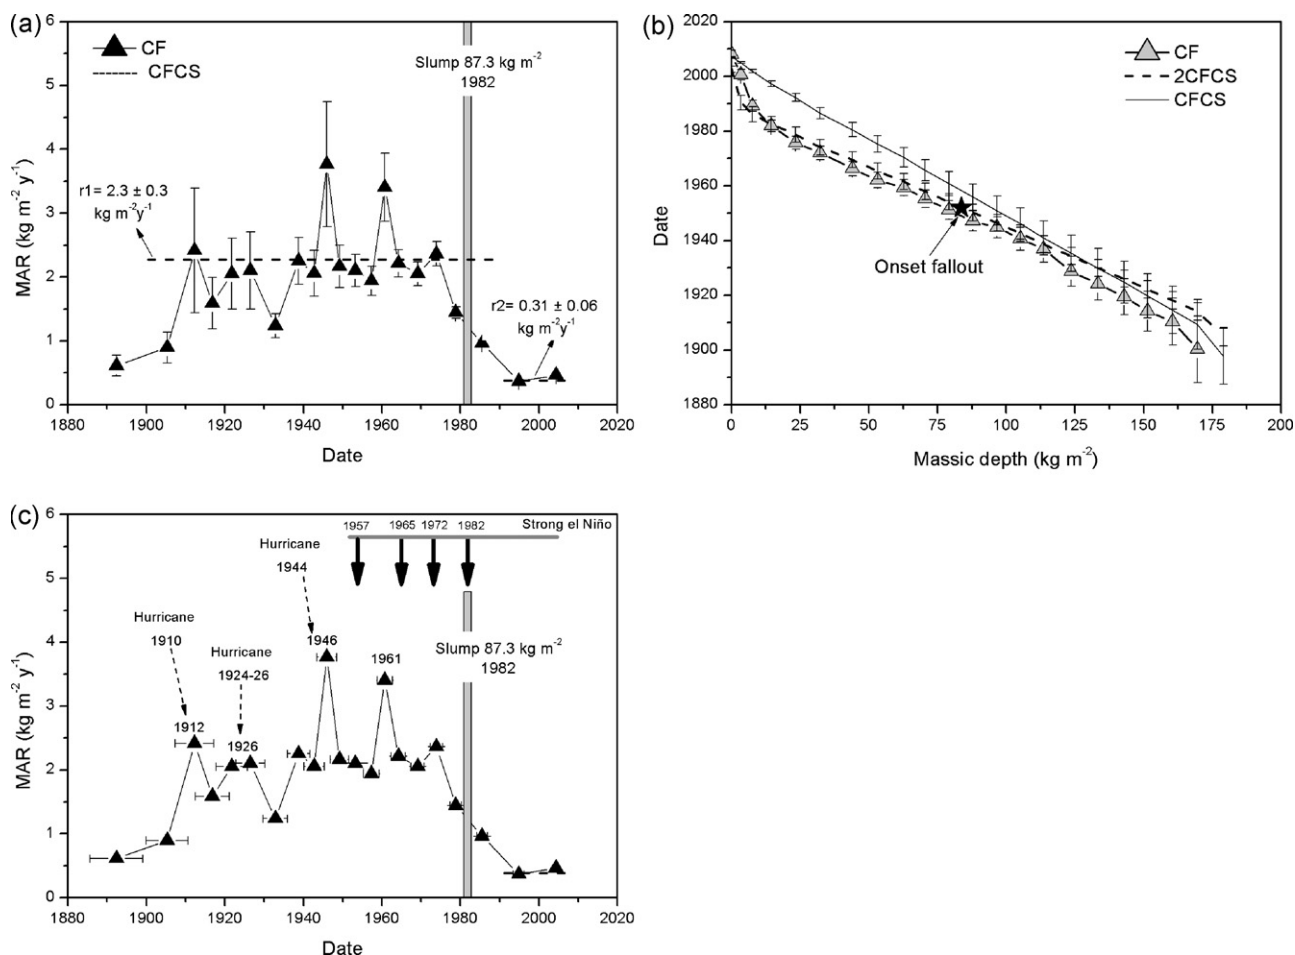 (a)
6
5
4
3
2
1
0
MAR (kg m⁻² y⁻¹)
CF
CFCS
Slump 87.3 kg m⁻²
1982
r1= 2.3 ± 0.3
kg m⁻²y⁻¹
r2= 0.31 ± 0.06
kg m⁻²y⁻¹
1880 1900 1920 1940 1960 1980 2000 2020
Date
(b)
2020
2000
1980
1960
1940
1920
1900
1880
Date
CF
2CFCS
CFCS
Onset fallout
0 25 50 75 100 125 150 175 200
Massic depth (kg m⁻²)
(c)
6
5
4
3
2
1
0
MAR (kg m⁻² y⁻¹)
1957 1965 1972 1982 Strong el Niño
Hurricane
1944
Hurricane
1910
Hurricane
1924-26
1946
1961
Slump 87.3 kg m⁻²
1982
1912
1926
1880 1900 1920 1940 1960 1980 2000 2020
Date